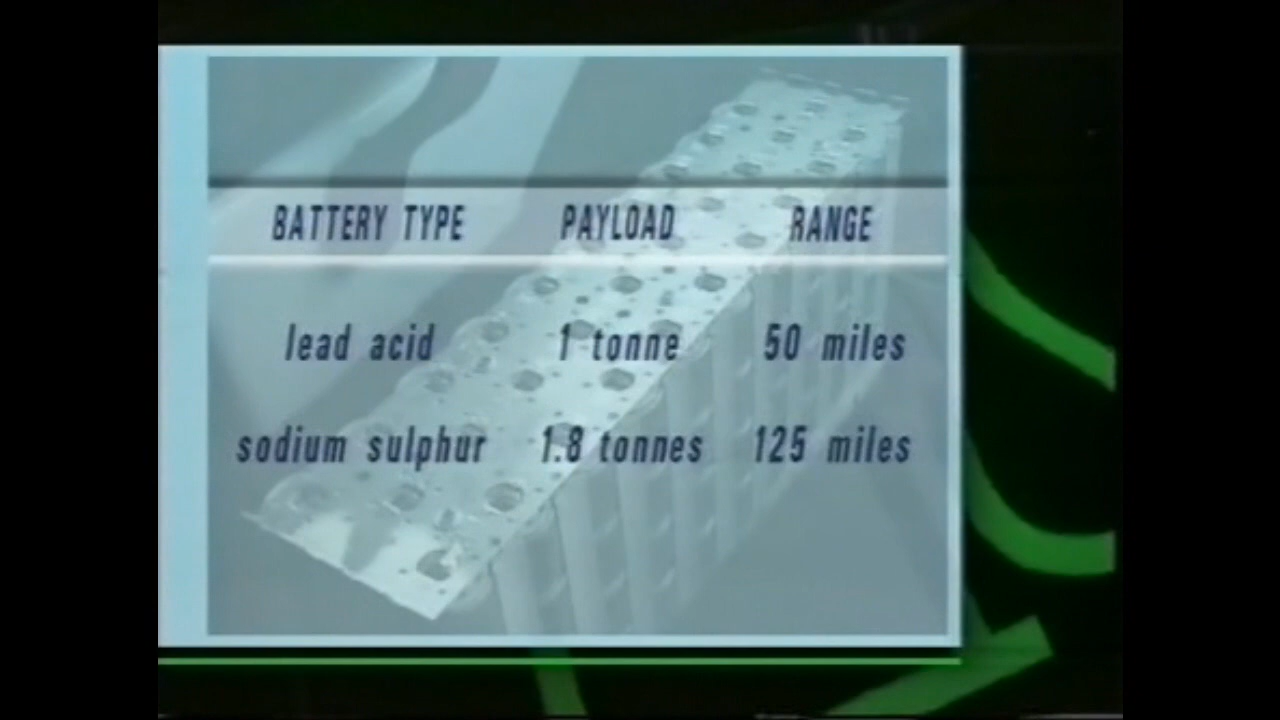 BATTERY TYPE PAYLOAD RANGE
lead acid 1 tonne 50 miles
sodium sulphur 1.8 tonnes 125 miles